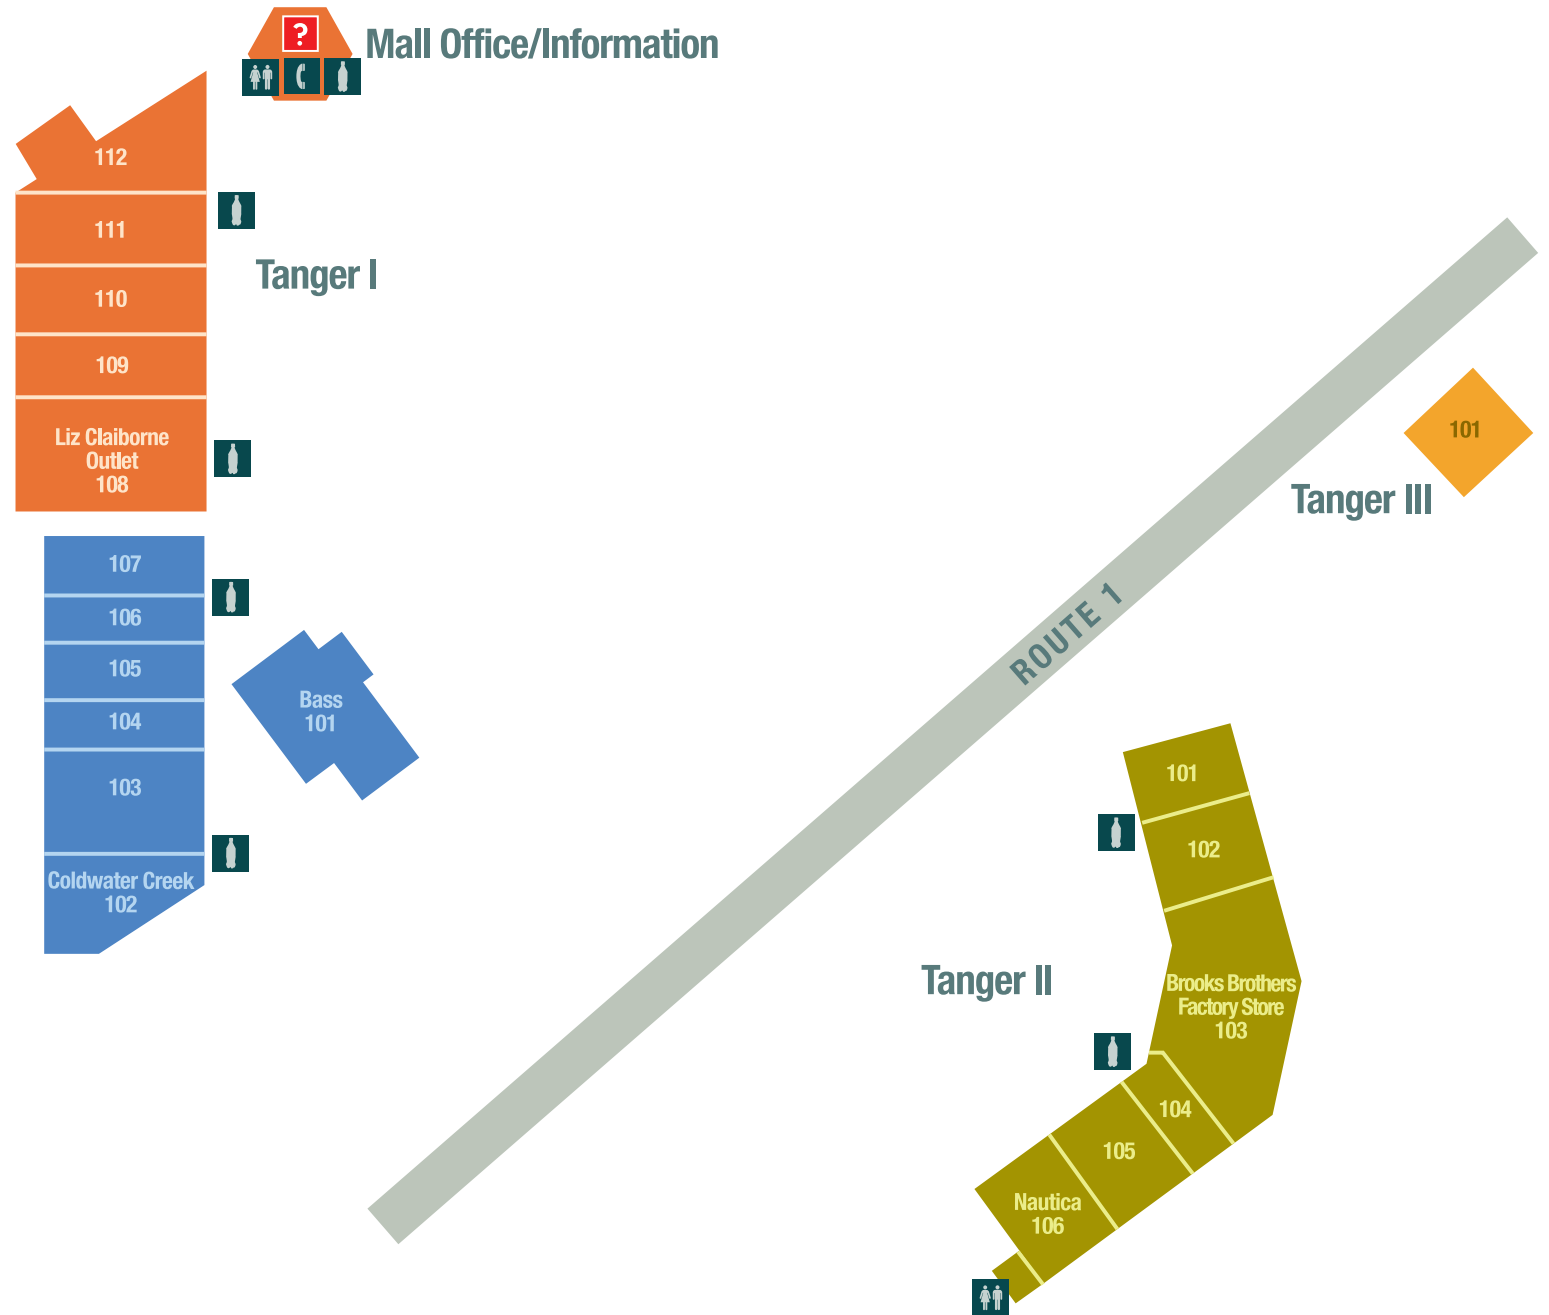 ?
Mall Office/Information
112
111
Tanger I
110
109
Liz Claiborne
Outlet
108
107
106
105
104
103
Coldwater Creek
102
Bass
101
ROUTE 1
101
Tanger III
101
102
Tanger II
Brooks Brothers
Factory Store
103
104
105
Nautica
106